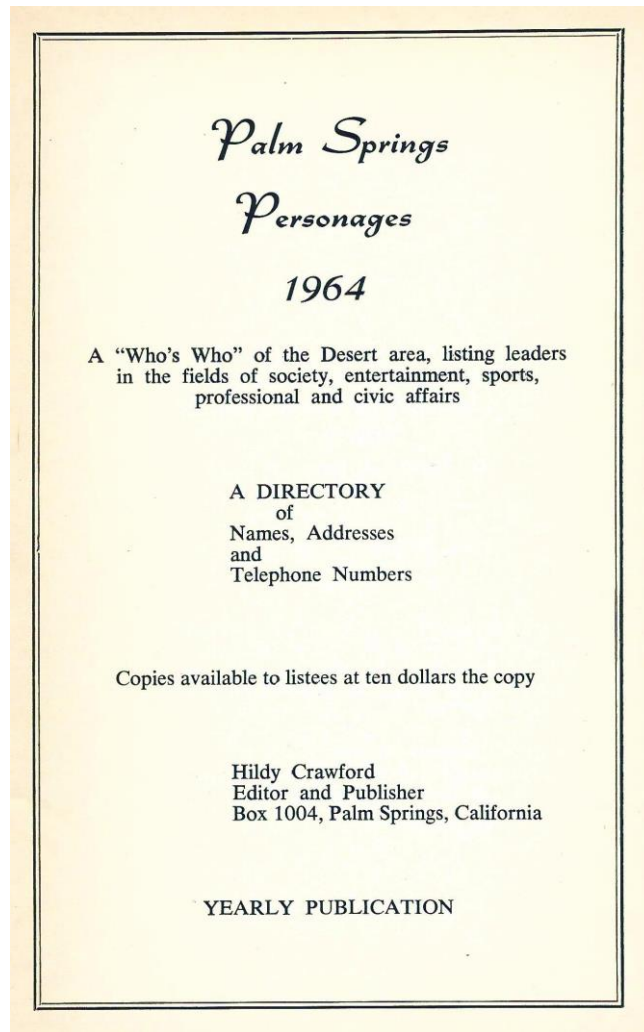 Palm Springs
Personages
1964
A “Who’s Who” of the Desert area, listing leaders
in the fields of society, entertainment, sports,
professional and civic affairs
A DIRECTORY
of
Names, Addresses
and
Telephone Numbers
Copies available to listees at ten dollars the copy
Hildy Crawford
Editor and Publisher
Box 1004, Palm Springs, California
YEARLY PUBLICATION